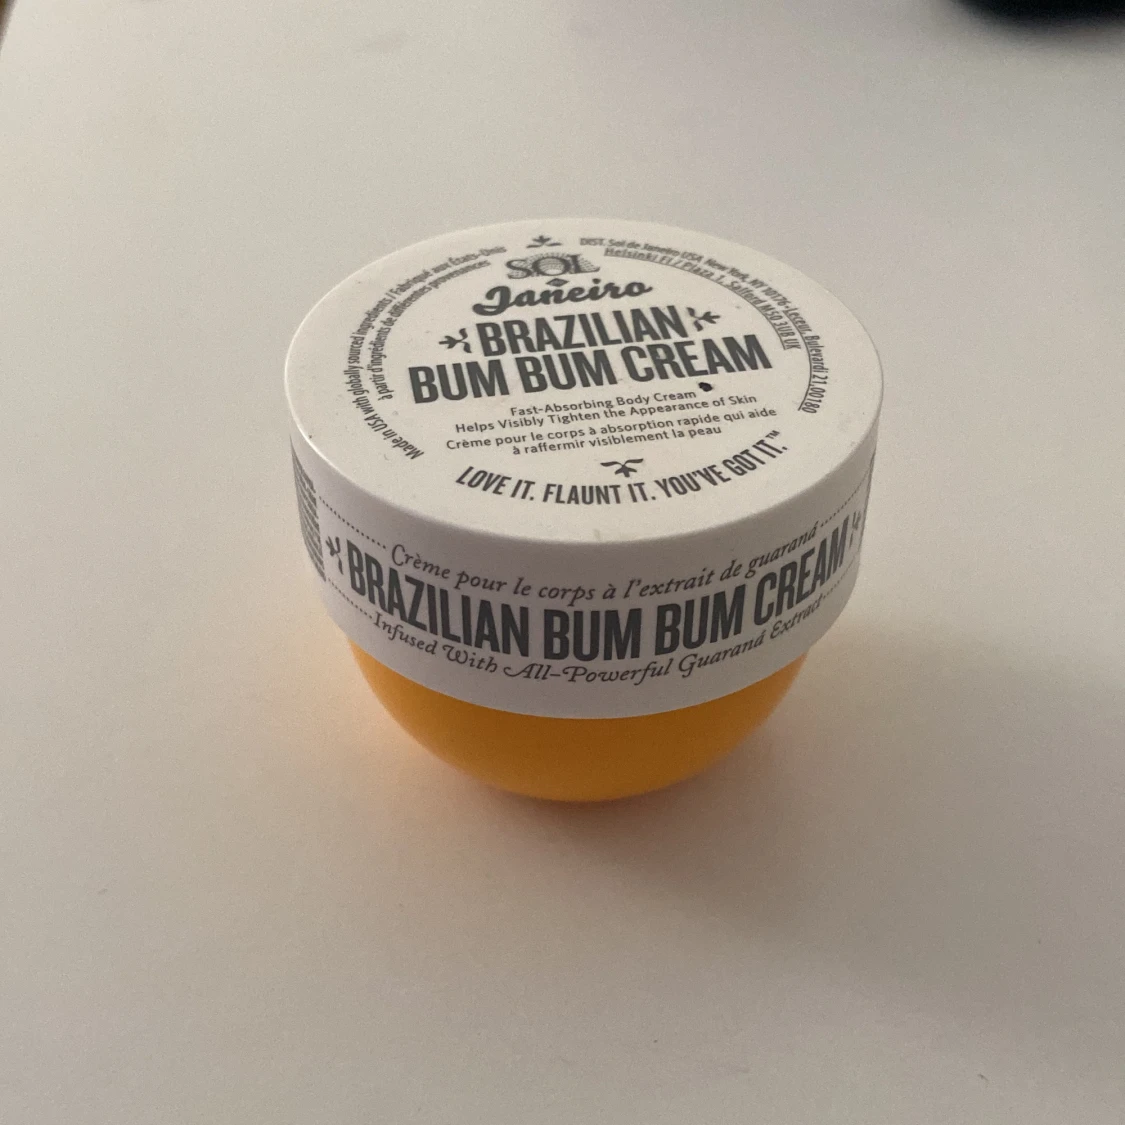 Made in USA with globally sourced ingredients / Fabriqué aux États-Unis
à partir d'ingrédients de différentes provenances
DIST. Sol de Janeiro USA, New York, NY 10176 • Lexcur, Bulevardi 21, 00180
Helsinki FI / Plaza 1, Salford M50 3UB UK
SOL
de
Janeiro
BRAZILIAN
BUM BUM CREAM
Fast-Absorbing Body Cream
Helps Visibly Tighten the Appearance of Skin
Crème pour le corps à absorption rapide qui aide
à raffermir visiblement la peau
LOVE IT. FLAUNT IT. YOU'VE GOT IT.™
Crème pour le corps à l'extrait de guaraná
BRAZILIAN BUM BUM CREAM
Infused With All-Powerful Guaraná Extract